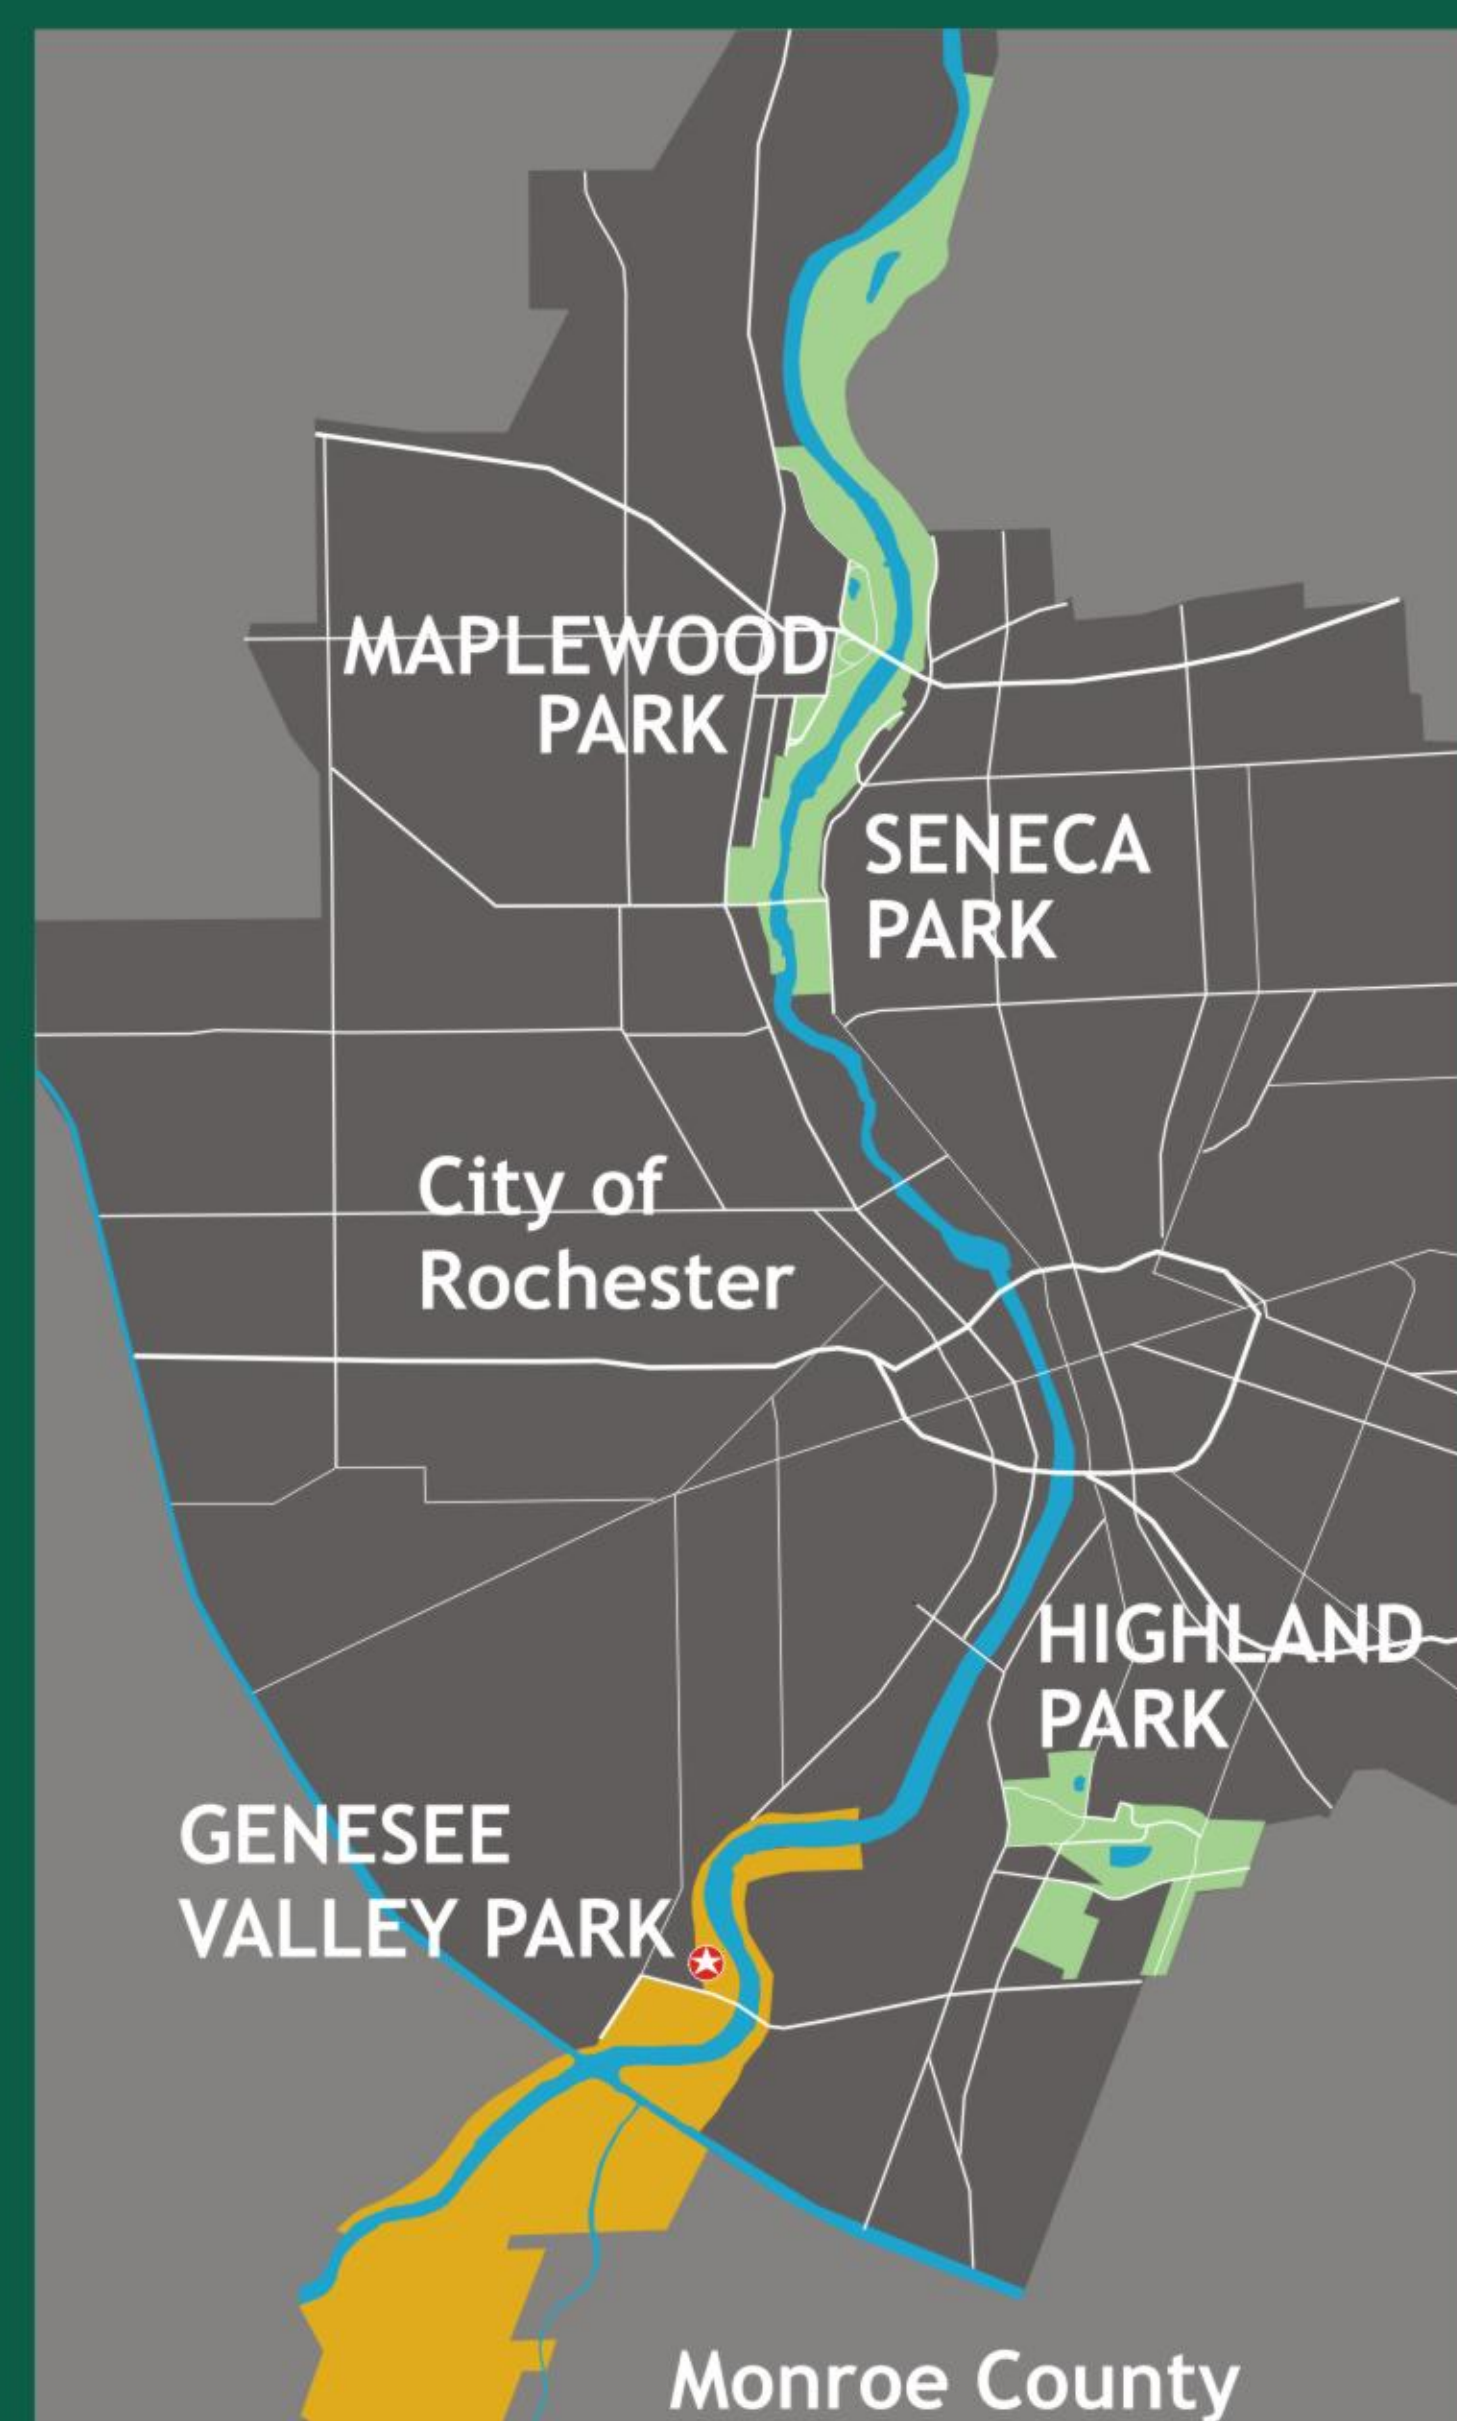 MAPLEWOOD
PARK
SENECA
PARK
City of
Rochester
HIGHLAND
PARK
GENESEE
VALLEY PARK
Monroe County